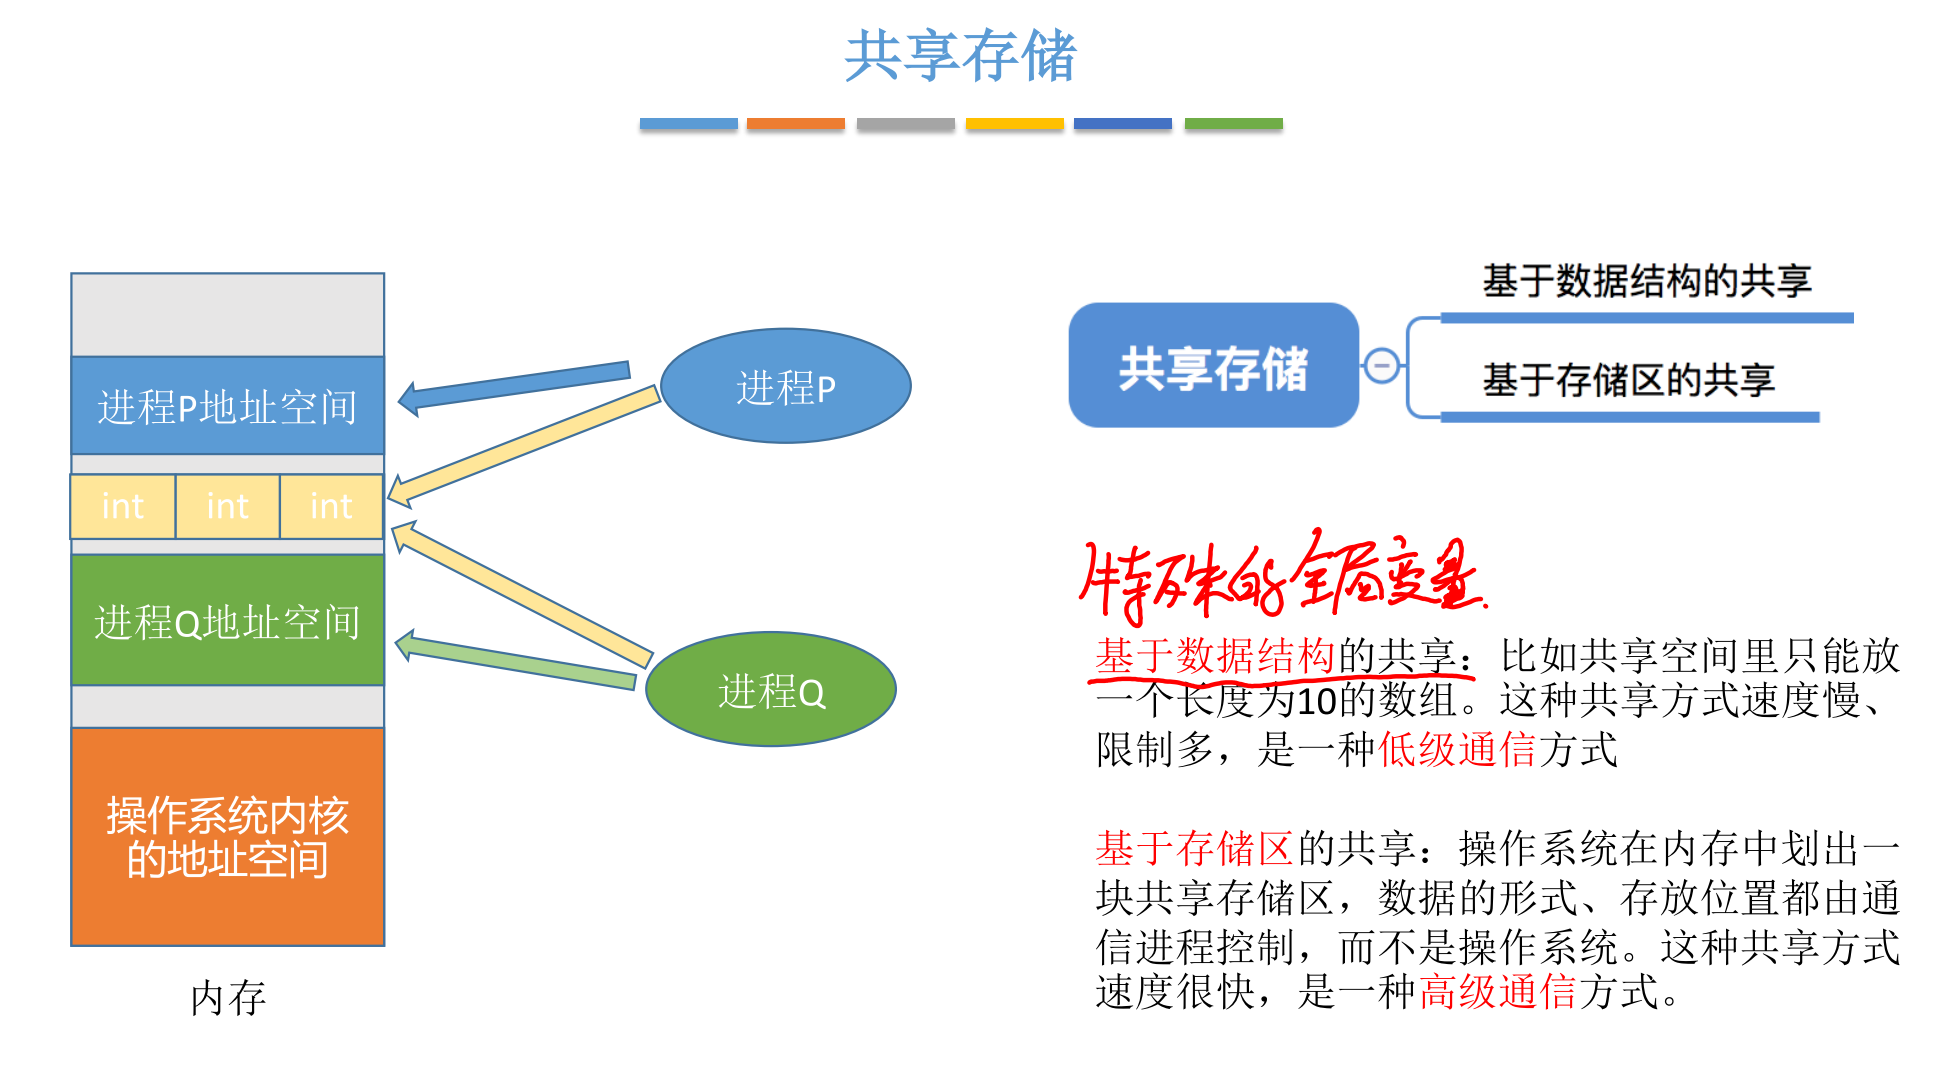 共享存储
进程P地址空间
int int int
进程Q地址空间
操作系统内核
的地址空间
内存
进程P
进程Q
共享存储
基于数据结构的共享
基于存储区的共享
特殊的全局变量
基于数据结构的共享：比如共享空间里只能放
一个长度为10的数组。这种共享方式速度慢、
限制多，是一种低级通信方式
基于存储区的共享：操作系统在内存中划出一
块共享存储区，数据的形式、存放位置都由通
信进程控制，而不是操作系统。这种共享方式
速度很快，是一种高级通信方式。